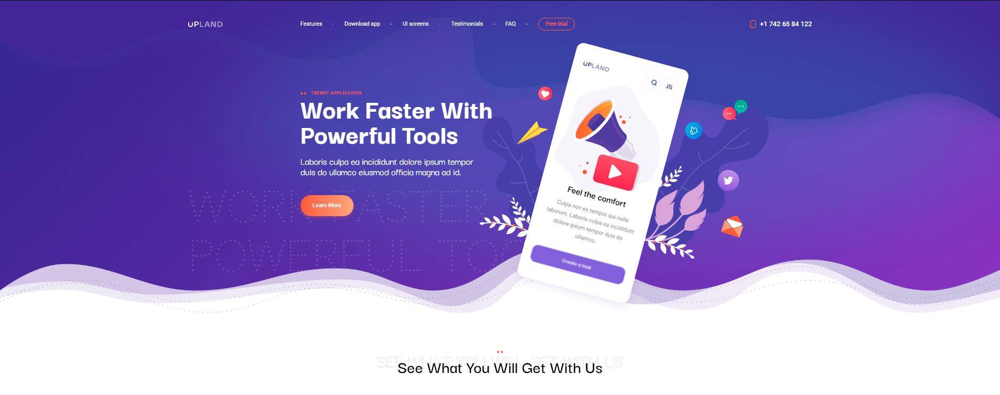 UPLAND
Features
Download app
UI screens
Testimonials
FAQ
Free trial
+1 742 65 84 122
TRENDY APPLICATION
Work Faster With
Powerful Tools
Laboris culpa ea incididunt dolore ipsum tempor
duis do ullamco eiusmod officia magna ad id.
WORK FASTER
Learn More
POWERFUL TOO
UPLAND
Feel the comfort
Culpa non ex tempor qui nulla
laborum. Laboris culpa ea incididunt
dolore ipsum tempor duis do
ullamco.
Create a task
SEE WHAT YOU WILL GET WITH US
See What You Will Get With Us